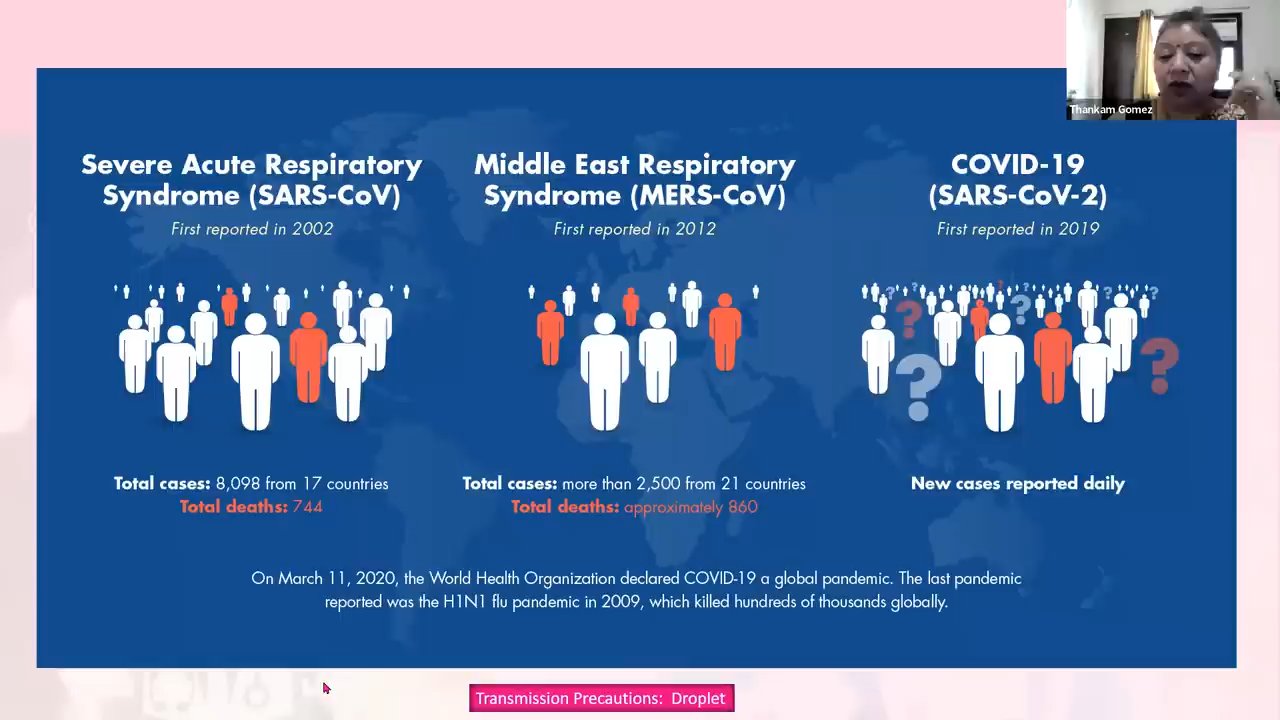 Thankam Gomez
Severe Acute Respiratory
Syndrome (SARS-CoV)
First reported in 2002
Total cases: 8,098 from 17 countries
Total deaths: 744
Middle East Respiratory
Syndrome (MERS-CoV)
First reported in 2012
Total cases: more than 2,500 from 21 countries
Total deaths: approximately 860
COVID-19
(SARS-CoV-2)
First reported in 2019
? ? ? ?
New cases reported daily
On March 11, 2020, the World Health Organization declared COVID-19 a global pandemic. The last pandemic
reported was the H1N1 flu pandemic in 2009, which killed hundreds of thousands globally.
Transmission Precautions: Droplet